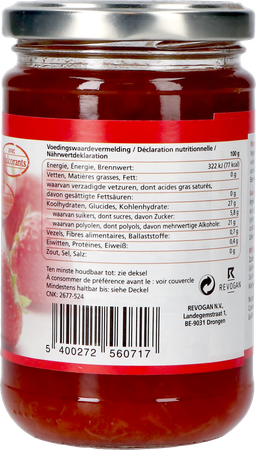 Voedingswaardevermelding / Déclaration nutritionnelle /
Nährwertdeklaration 100 g
Energie, Énergie, Brennwert: 322 kJ (77 kcal)
Vetten, Matières grasses, Fett: 0 g
waarvan verzadigde vetzuren, dont acides gras saturés,
davon gesättigte Fettsäuren: 0 g
Koolhydraten, Glucides, Kohlenhydrate: 27 g
waarvan suikers, dont sucres, davon Zucker: 5,8 g
waarvan polyolen, dont polyols, davon mehrwertige Alkohole: 21 g
Vezels, Fibres alimentaires, Ballaststoffe: 0,7 g
Eiwitten, Protéines, Eiweiß: 0,4 g
Zout, Sel, Salz: 0 g
Ten minste houdbaar tot: zie deksel
A consommer de préférence avant le : voir couvercle
Mindestens haltbar bis: siehe Deckel
CNK: 2677-524
R
REVOGAN
REVOGAN N.V.,
Landegemstraat 1,
BE-9031 Drongen
5 400272 560717